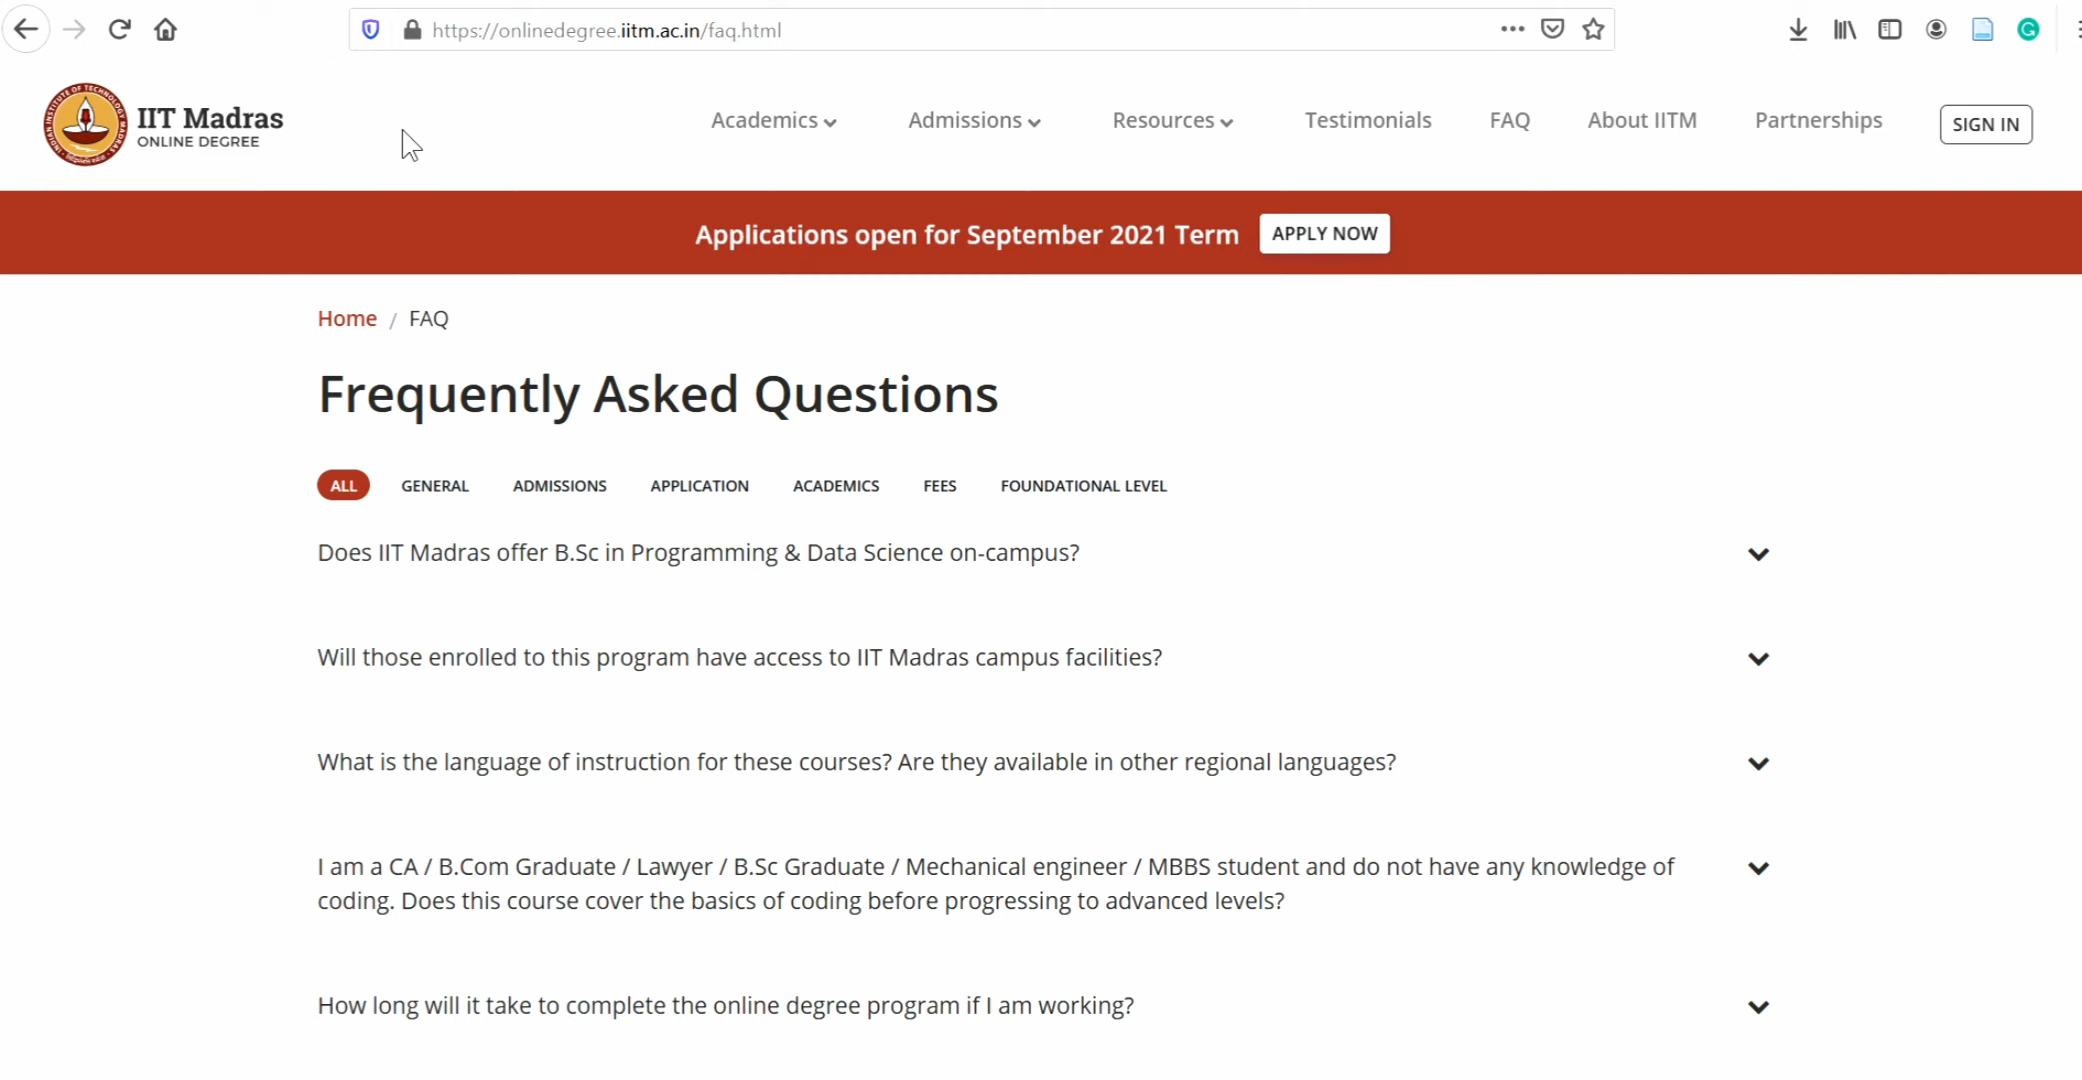 https://onlinedegree.iitm.ac.in/faq.html
IIT Madras
ONLINE DEGREE
Academics
Admissions
Resources
Testimonials
FAQ
About IITM
Partnerships
SIGN IN
Applications open for September 2021 Term
APPLY NOW
Home / FAQ
Frequently Asked Questions
ALL
GENERAL
ADMISSIONS
APPLICATION
ACADEMICS
FEES
FOUNDATIONAL LEVEL
Does IIT Madras offer B.Sc in Programming & Data Science on-campus?
Will those enrolled to this program have access to IIT Madras campus facilities?
What is the language of instruction for these courses? Are they available in other regional languages?
I am a CA / B.Com Graduate / Lawyer / B.Sc Graduate / Mechanical engineer / MBBS student and do not have any knowledge of
coding. Does this course cover the basics of coding before progressing to advanced levels?
How long will it take to complete the online degree program if I am working?